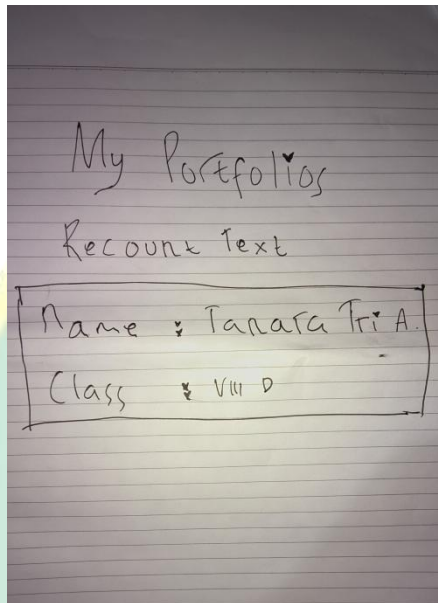 My Portfolios
Recount Text
Name : Tanara Tri A.
Class : VIII D